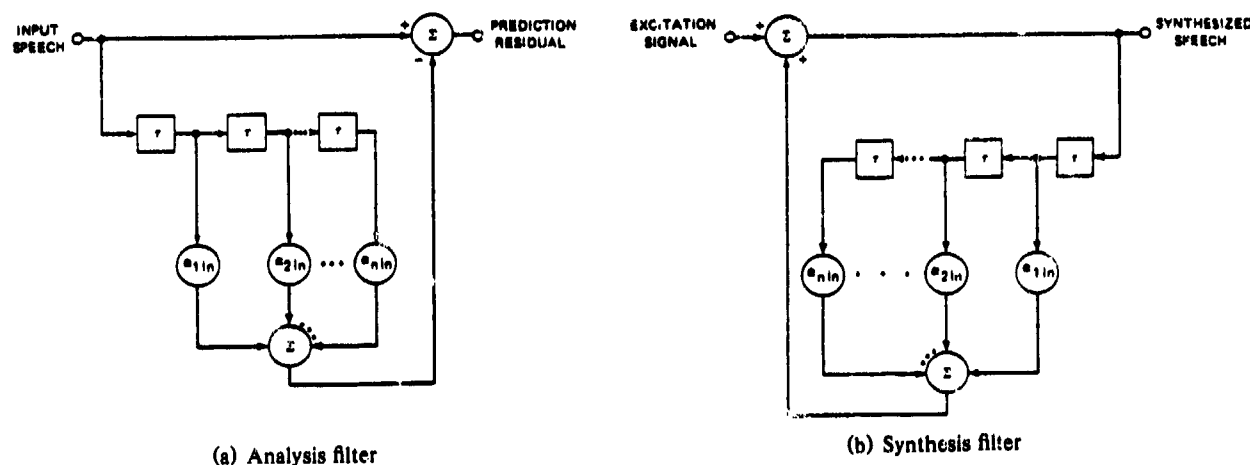 INPUT
SPEECH
+
Σ
PREDICTION
RESIDUAL
-
τ
τ
...
τ
a1|n
a2|n
...
an|n
...
Σ
(a) Analysis filter
EXCITATION
SIGNAL
+
Σ
+
SYNTHESIZED
SPEECH
τ
...
τ
τ
an|n
. . .
a2|n
a1|n
...
Σ
(b) Synthesis filter